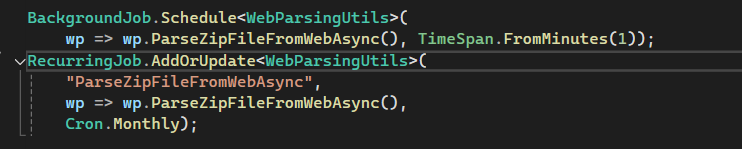 BackgroundJob.Schedule<WebParsingUtils>(
    wp => wp.ParseZipFileFromWebAsync(), TimeSpan.FromMinutes(1));
RecurringJob.AddOrUpdate<WebParsingUtils>(
    "ParseZipFileFromWebAsync",
    wp => wp.ParseZipFileFromWebAsync(),
    Cron.Monthly);